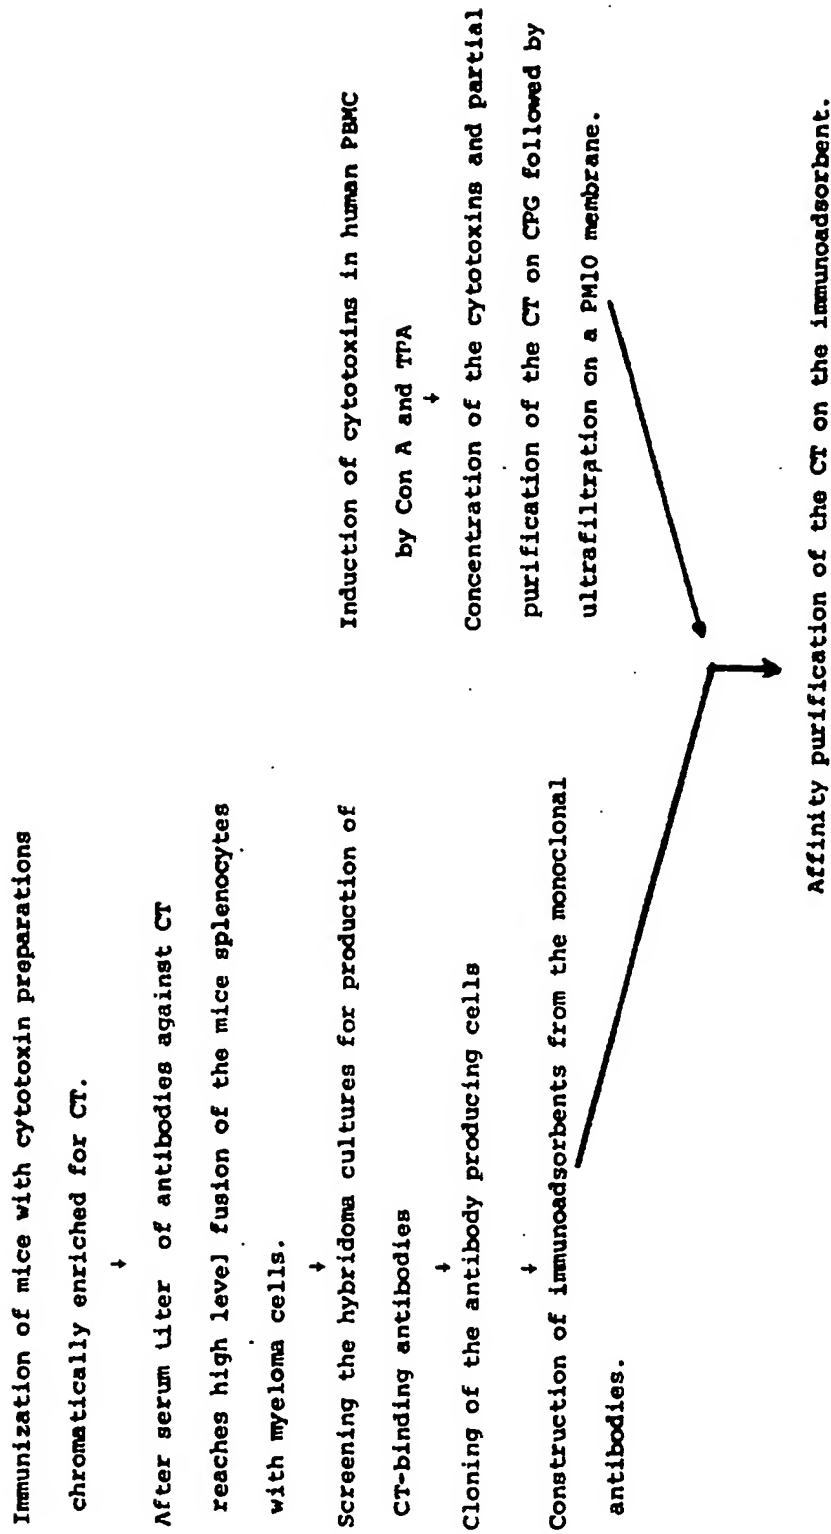 Immunization of mice with cytotoxin preparations
chromatically enriched for CT.
↓
After serum titer of antibodies against CT
reaches high level fusion of the mice splenocytes
with myeloma cells.
↓
Screening the hybridoma cultures for production of
CT-binding antibodies
↓
Cloning of the antibody producing cells
↓
Construction of immunoadsorbents from the monoclonal
antibodies.
Induction of cytotoxins in human PBMC
by Con A and TPA
↓
Concentration of the cytotoxins and partial
purification of the CT on CPG followed by
ultrafiltration on a PM10 membrane.
Affinity purification of the CT on the immunoadsorbent.